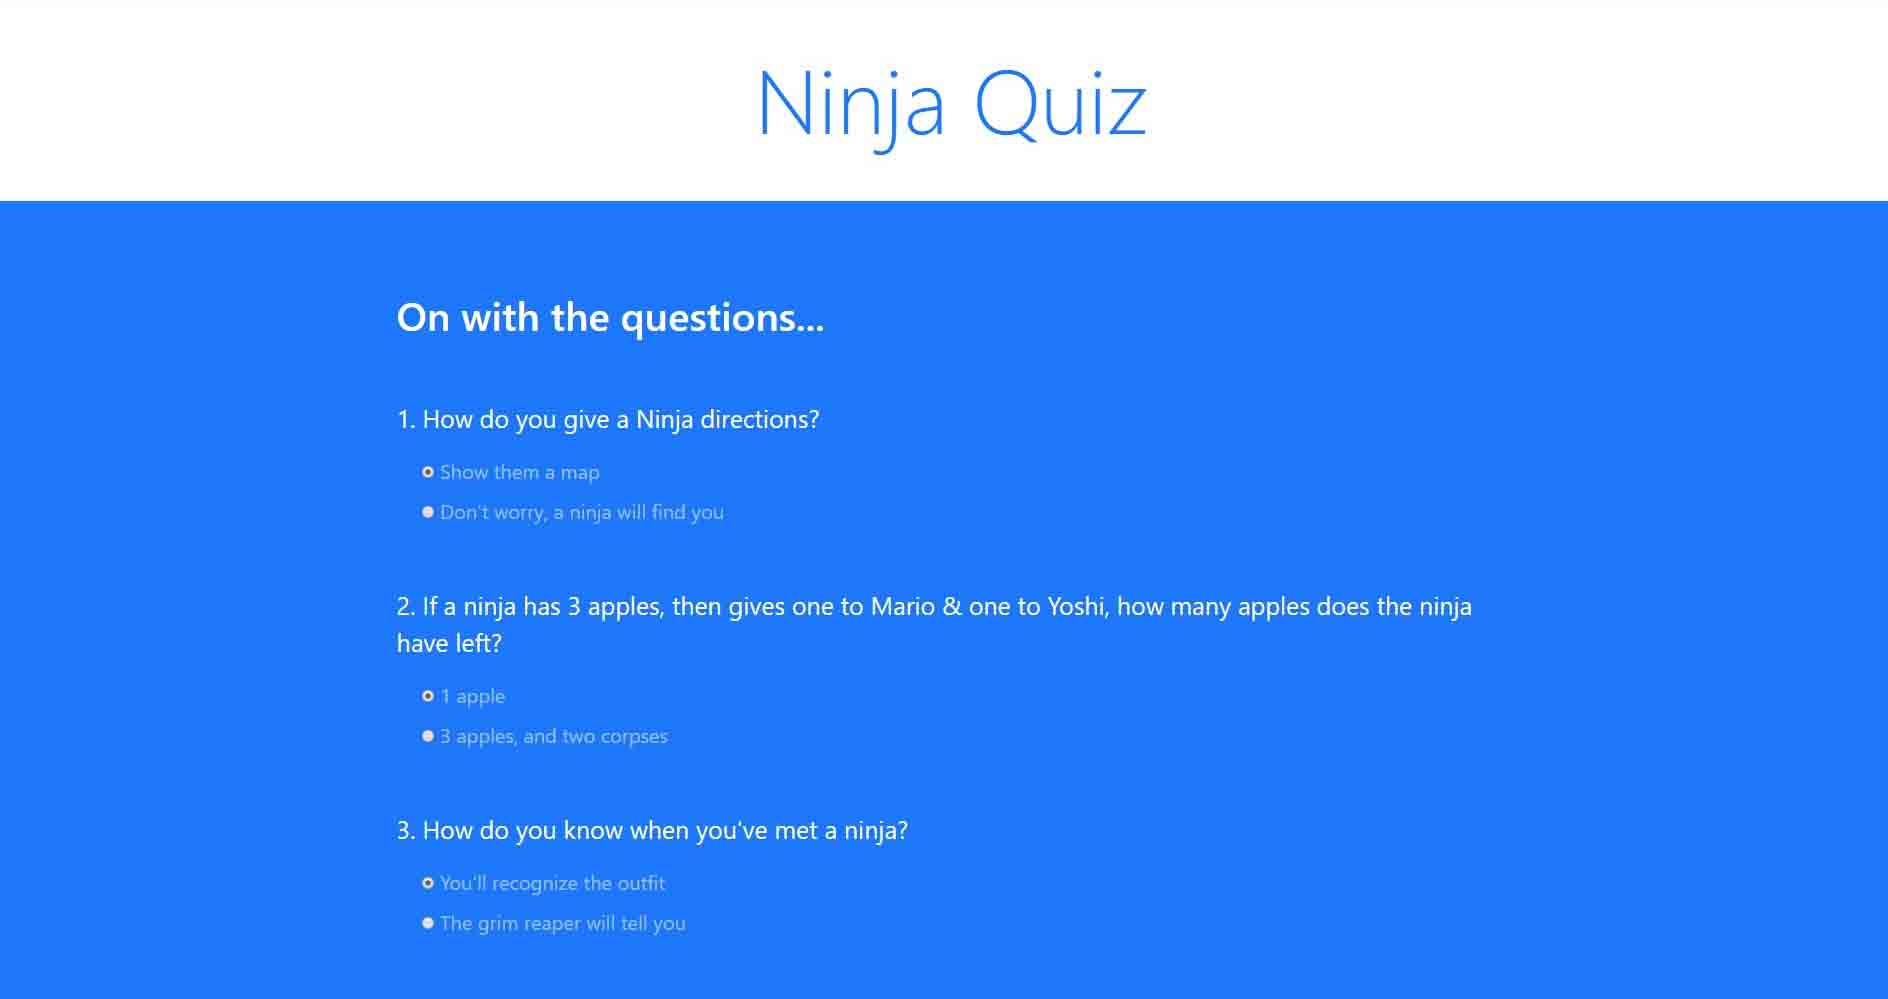 Ninja Quiz
On with the questions...
1. How do you give a Ninja directions?
Show them a map
Don't worry, a ninja will find you
2. If a ninja has 3 apples, then gives one to Mario & one to Yoshi, how many apples does the ninja
have left?
1 apple
3 apples, and two corpses
3. How do you know when you've met a ninja?
You'll recognize the outfit
The grim reaper will tell you